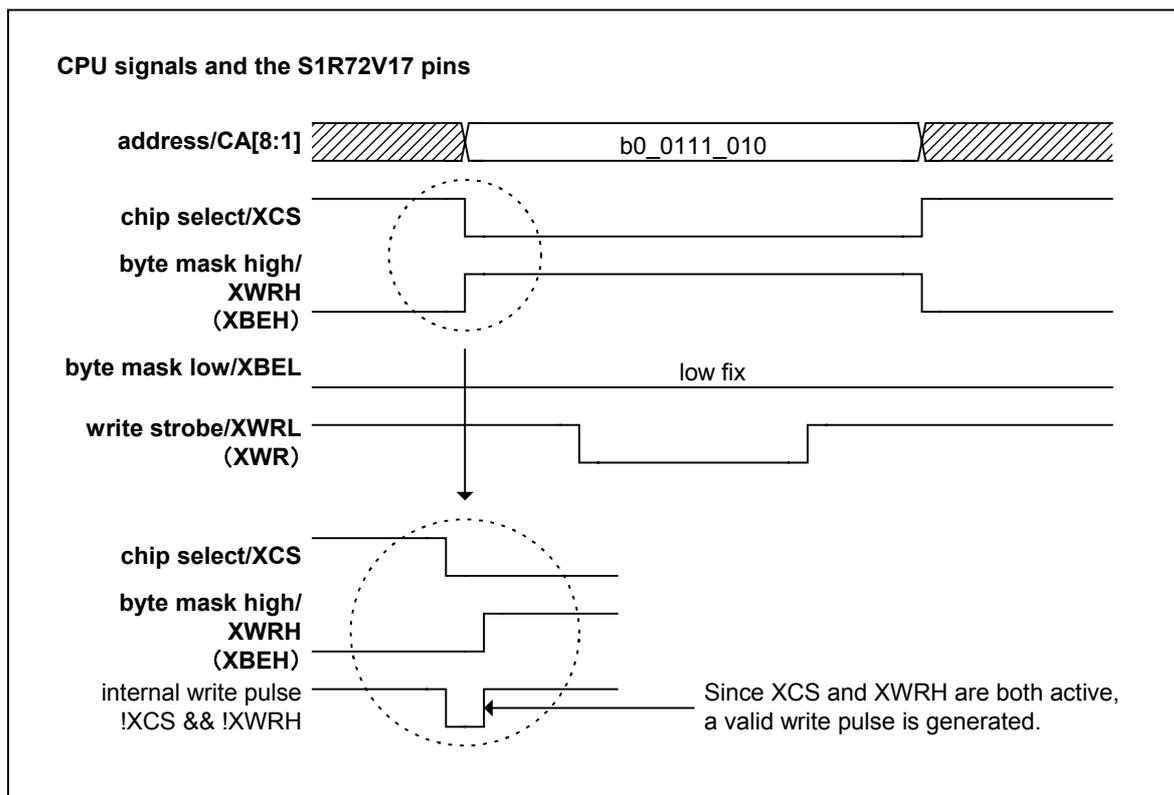 CPU signals and the S1R72V17 pins
address/CA[8:1]
b0_0111_010
chip select/XCS
byte mask high/
XWRH
（XBEH）
byte mask low/XBEL
low fix
write strobe/XWRL
（XWR）
chip select/XCS
byte mask high/
XWRH
（XBEH）
internal write pulse
!XCS && !XWRH
Since XCS and XWRH are both active,
a valid write pulse is generated.